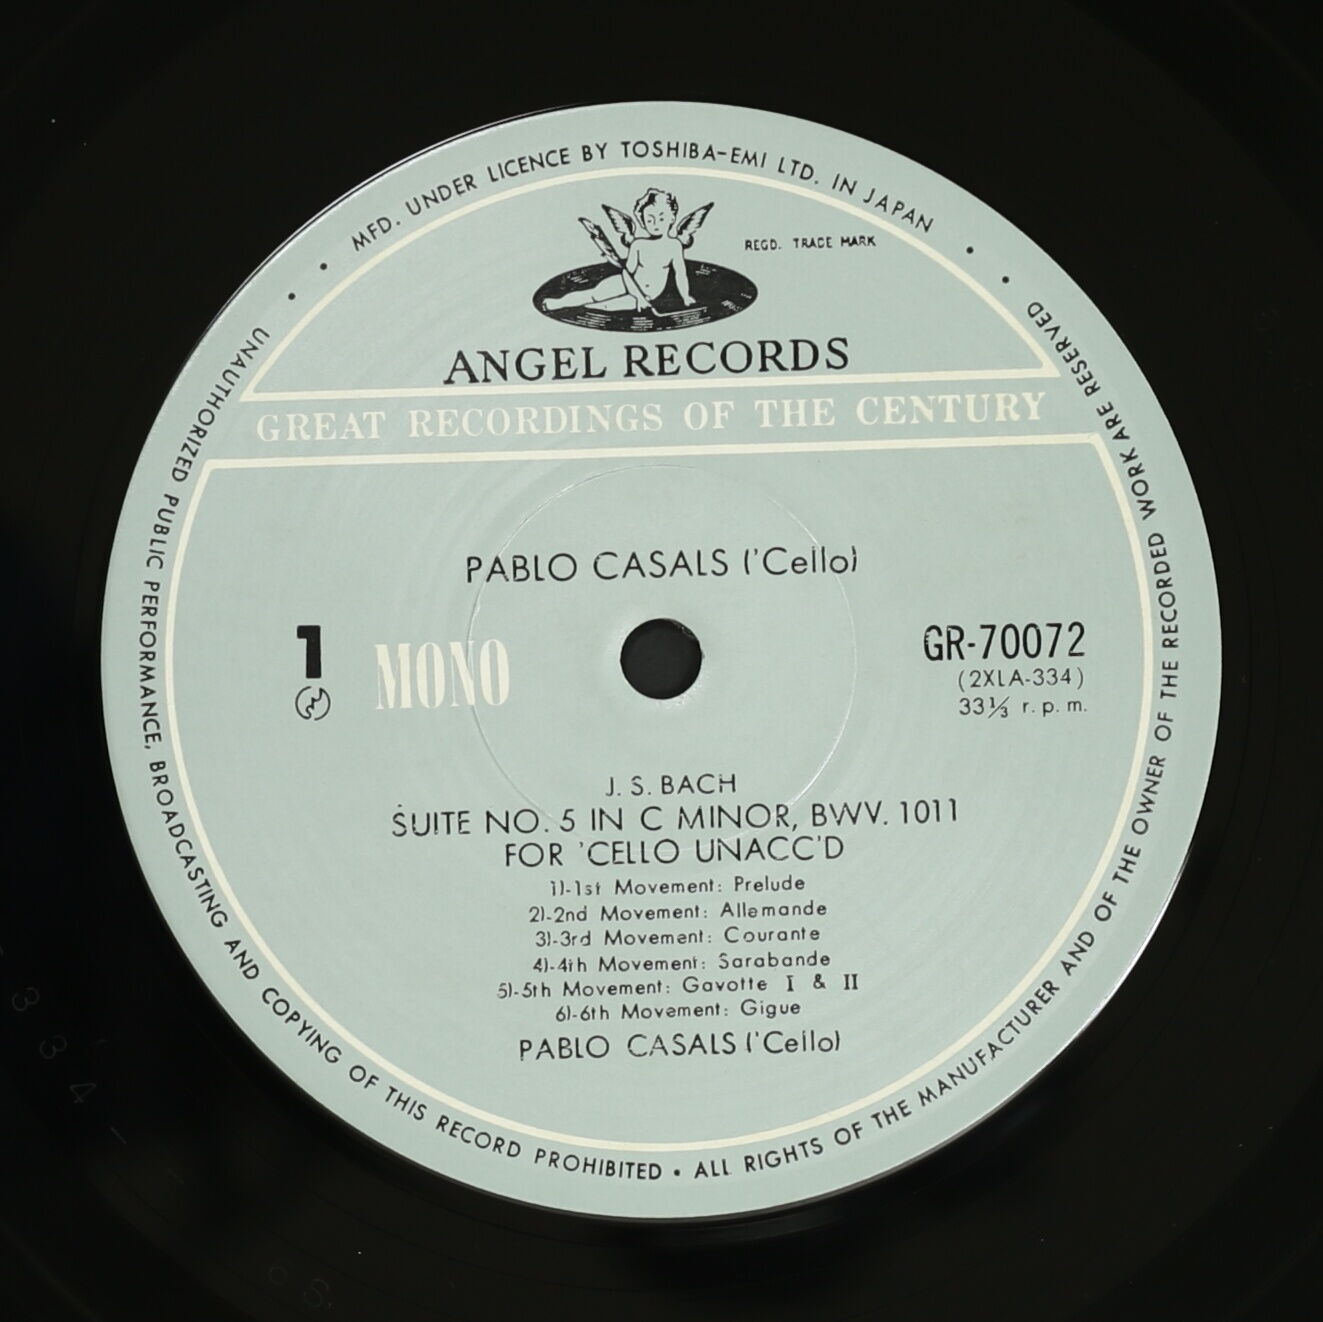 MFD. UNDER LICENCE BY TOSHIBA-EMI LTD. IN JAPAN
REGD. TRADE MARK
ANGEL RECORDS
GREAT RECORDINGS OF THE CENTURY
PABLO CASALS ('Cello)
1
MONO
GR-70072
(2XLA-334)
33⅓ r.p.m.
J. S. BACH
SUITE NO. 5 IN C MINOR, BWV. 1011
FOR 'CELLO UNACC'D
1)-1st Movement: Prelude
2)-2nd Movement: Allemande
3)-3rd Movement: Courante
4)-4th Movement: Sarabande
5)-5th Movement: Gavotte I & II
6)-6th Movement: Gigue
PABLO CASALS ('Cello)
UNAUTHORIZED PUBLIC PERFORMANCE, BROADCASTING AND COPYING OF THIS RECORD PROHIBITED • ALL RIGHTS OF THE MANUFACTURER AND OF THE OWNER OF THE RECORDED WORK ARE RESERVED